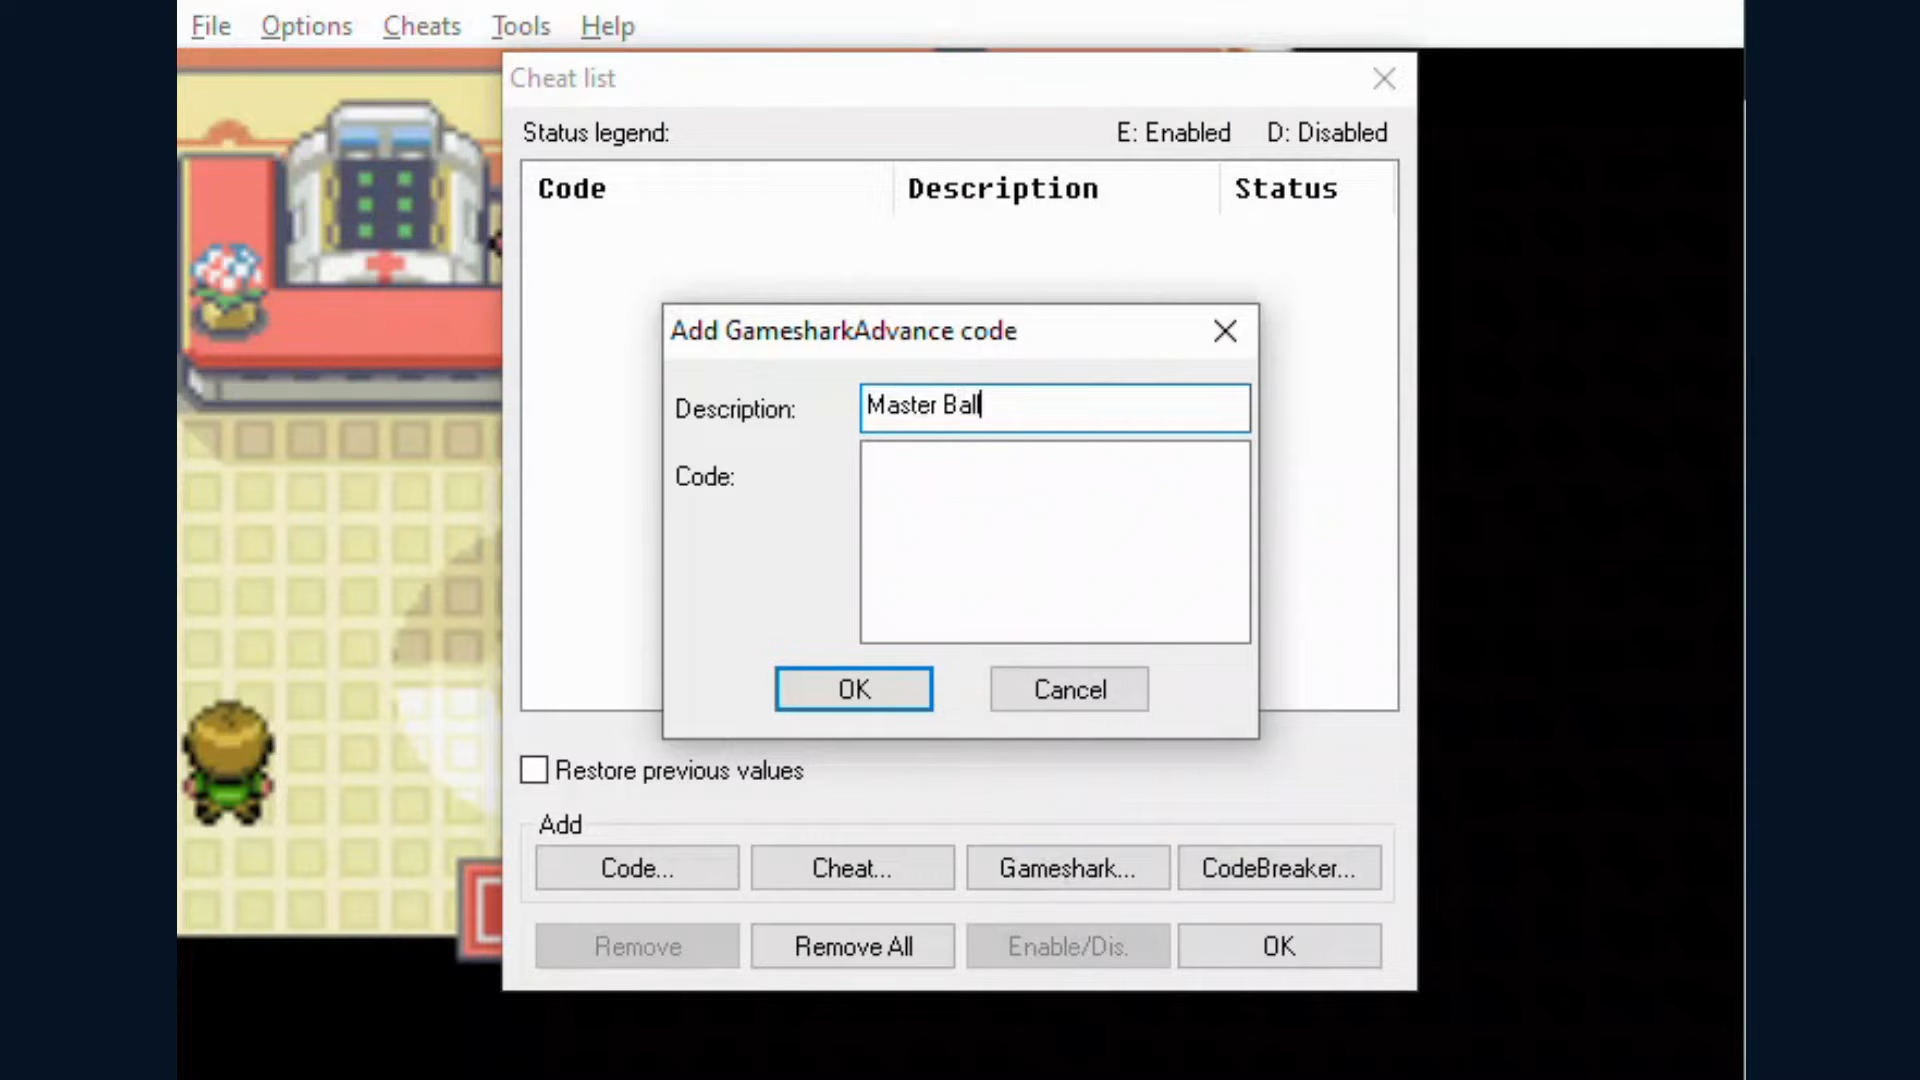 File Options Cheats Tools Help
Cheat list
Status legend: E: Enabled D: Disabled
Code Description Status
Add GamesharkAdvance code
Description: Master Ball
Code:
OK Cancel
Restore previous values
Add
Code... Cheat... Gameshark... CodeBreaker...
Remove Remove All Enable/Dis. OK